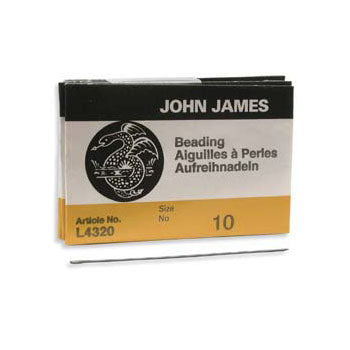 JOHN JAMES
Beading
Aiguilles à Perles
Aufreihnadeln
Article No.
L4320
Size
No
10